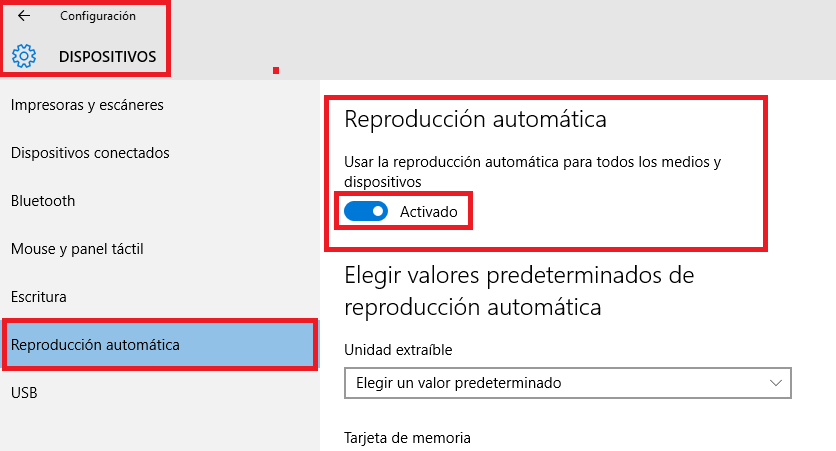 Configuración
DISPOSITIVOS
Impresoras y escáneres
Dispositivos conectados
Bluetooth
Mouse y panel táctil
Escritura
Reproducción automática
USB
Reproducción automática
Usar la reproducción automática para todos los medios y
dispositivos
Activado
Elegir valores predeterminados de
reproducción automática
Unidad extraíble
Elegir un valor predeterminado
Tarjeta de memoria